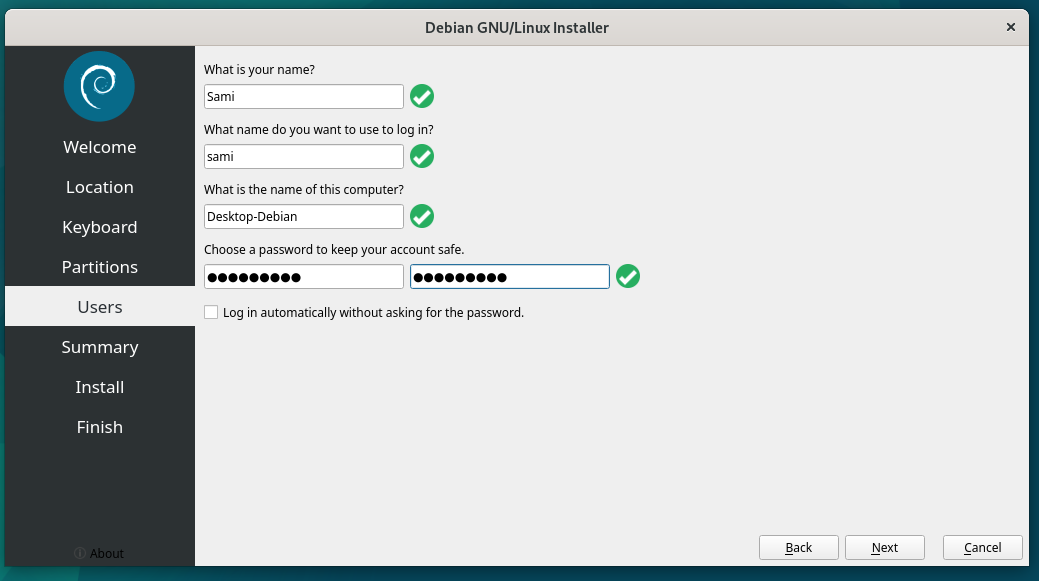 Debian GNU/Linux Installer
Welcome
Location
Keyboard
Partitions
Users
Summary
Install
Finish
About
What is your name?
Sami
What name do you want to use to log in?
sami
What is the name of this computer?
Desktop-Debian
Choose a password to keep your account safe.
●●●●●●●●● ●●●●●●●●●
Log in automatically without asking for the password.
Back Next Cancel